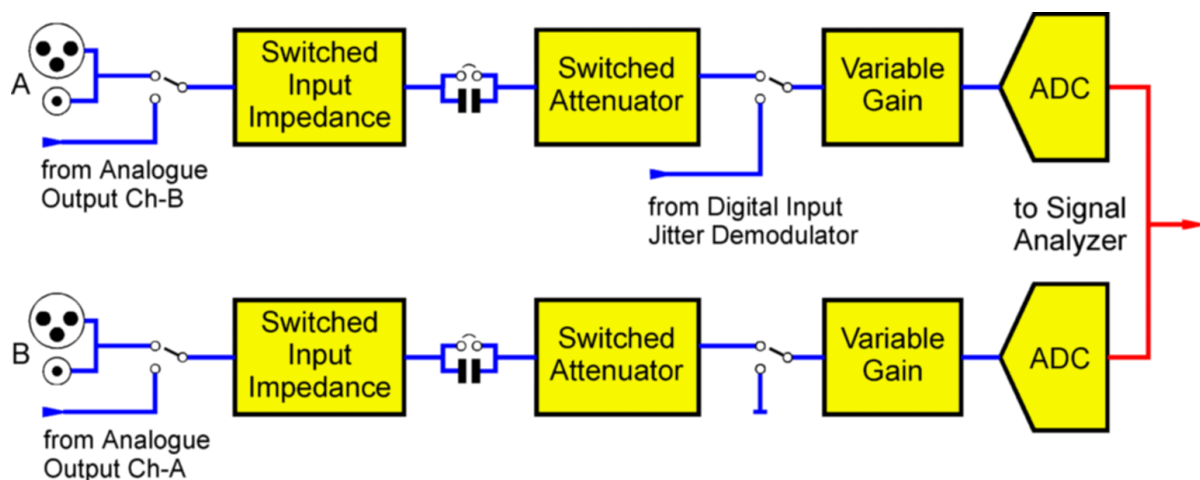 A
Switched
Input
Impedance
Switched
Attenuator
Variable
Gain
ADC
from Analogue
Output Ch-B
from Digital Input
Jitter Demodulator
to Signal
Analyzer
B
Switched
Input
Impedance
Switched
Attenuator
Variable
Gain
ADC
from Analogue
Output Ch-A